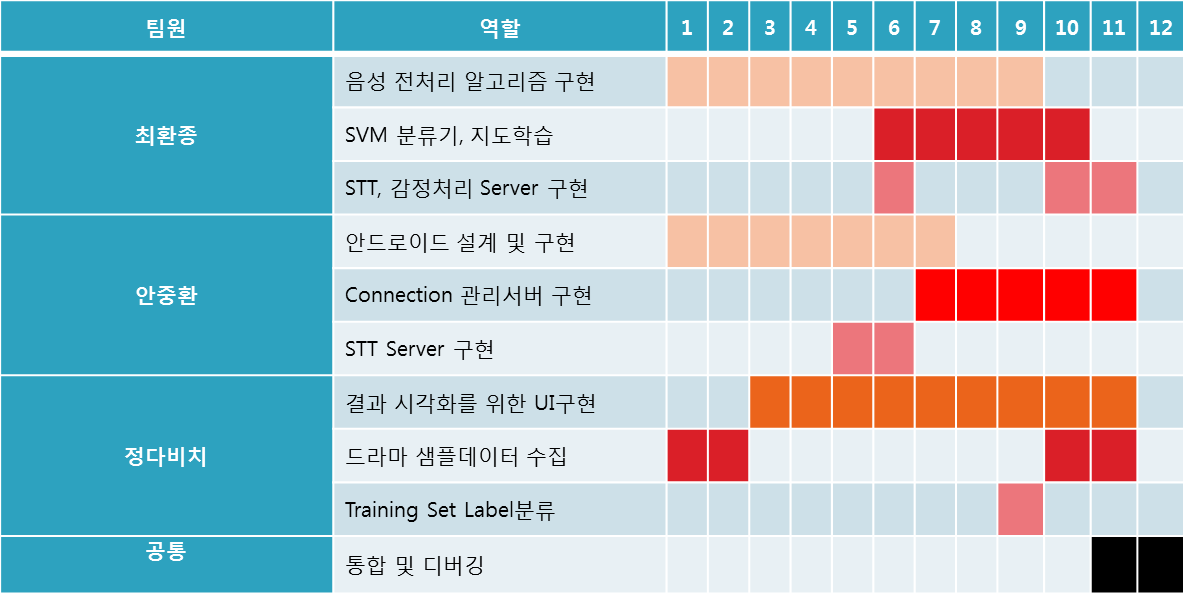 팀원 역할 1 2 3 4 5 6 7 8 9 10 11 12
최환종
음성 전처리 알고리즘 구현
SVM 분류기, 지도학습
STT, 감정처리 Server 구현
안중환
안드로이드 설계 및 구현
Connection 관리서버 구현
STT Server 구현
정다비치
결과 시각화를 위한 UI구현
드라마 샘플데이터 수집
Training Set Label분류
공통
통합 및 디버깅